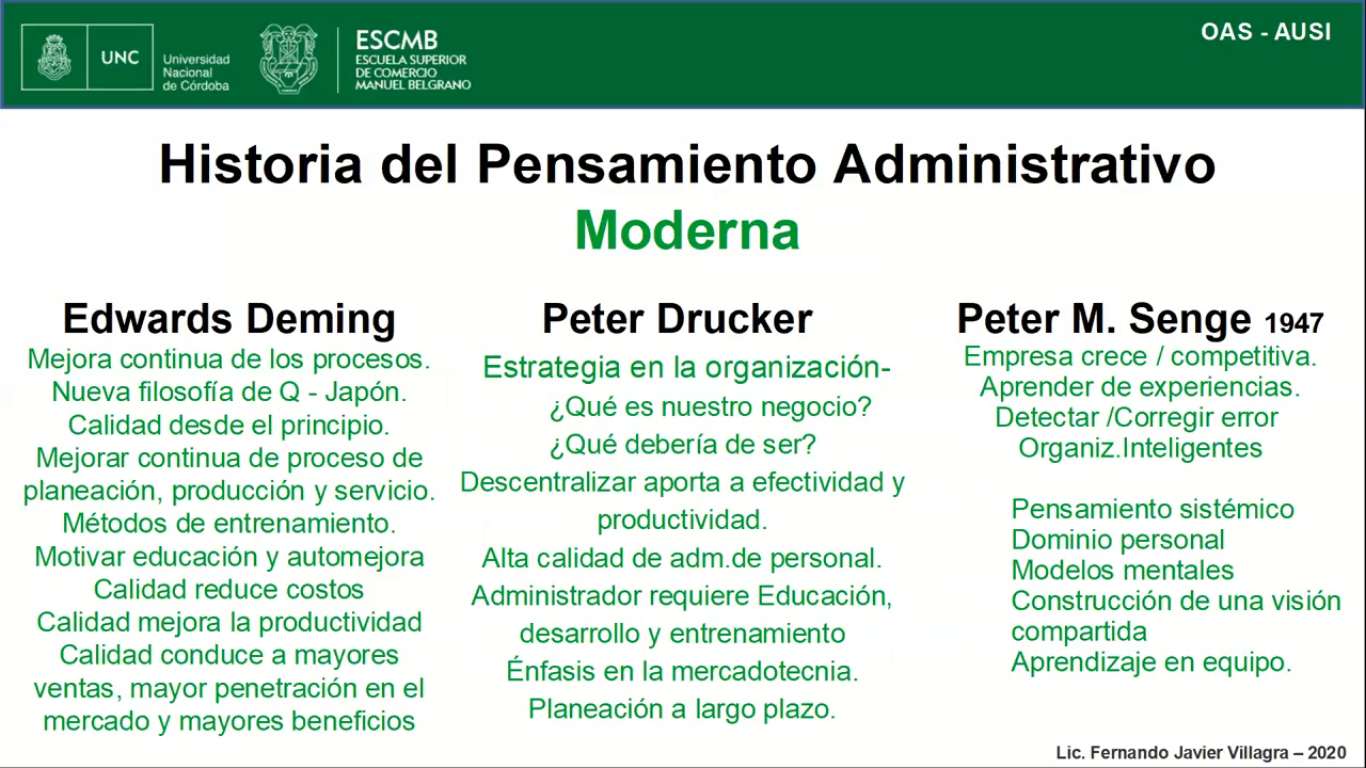 UNC
Universidad
Nacional
de Córdoba
ESCMB
ESCUELA SUPERIOR
DE COMERCIO
MANUEL BELGRANO
OAS - AUSI
Historia del Pensamiento Administrativo
Moderna
Edwards Deming
Mejora continua de los procesos.
Nueva filosofía de Q - Japón.
Calidad desde el principio.
Mejorar continua de proceso de
planeación, producción y servicio.
Métodos de entrenamiento.
Motivar educación y automejora
Calidad reduce costos
Calidad mejora la productividad
Calidad conduce a mayores
ventas, mayor penetración en el
mercado y mayores beneficios
Peter Drucker
Estrategia en la organización-
¿Qué es nuestro negocio?
¿Qué debería de ser?
Descentralizar aporta a efectividad y
productividad.
Alta calidad de adm.de personal.
Administrador requiere Educación,
desarrollo y entrenamiento
Énfasis en la mercadotecnia.
Planeación a largo plazo.
Peter M. Senge 1947
Empresa crece / competitiva.
Aprender de experiencias.
Detectar /Corregir error
Organiz.Inteligentes
Pensamiento sistémico
Dominio personal
Modelos mentales
Construcción de una visión
compartida
Aprendizaje en equipo.
Lic. Fernando Javier Villagra – 2020